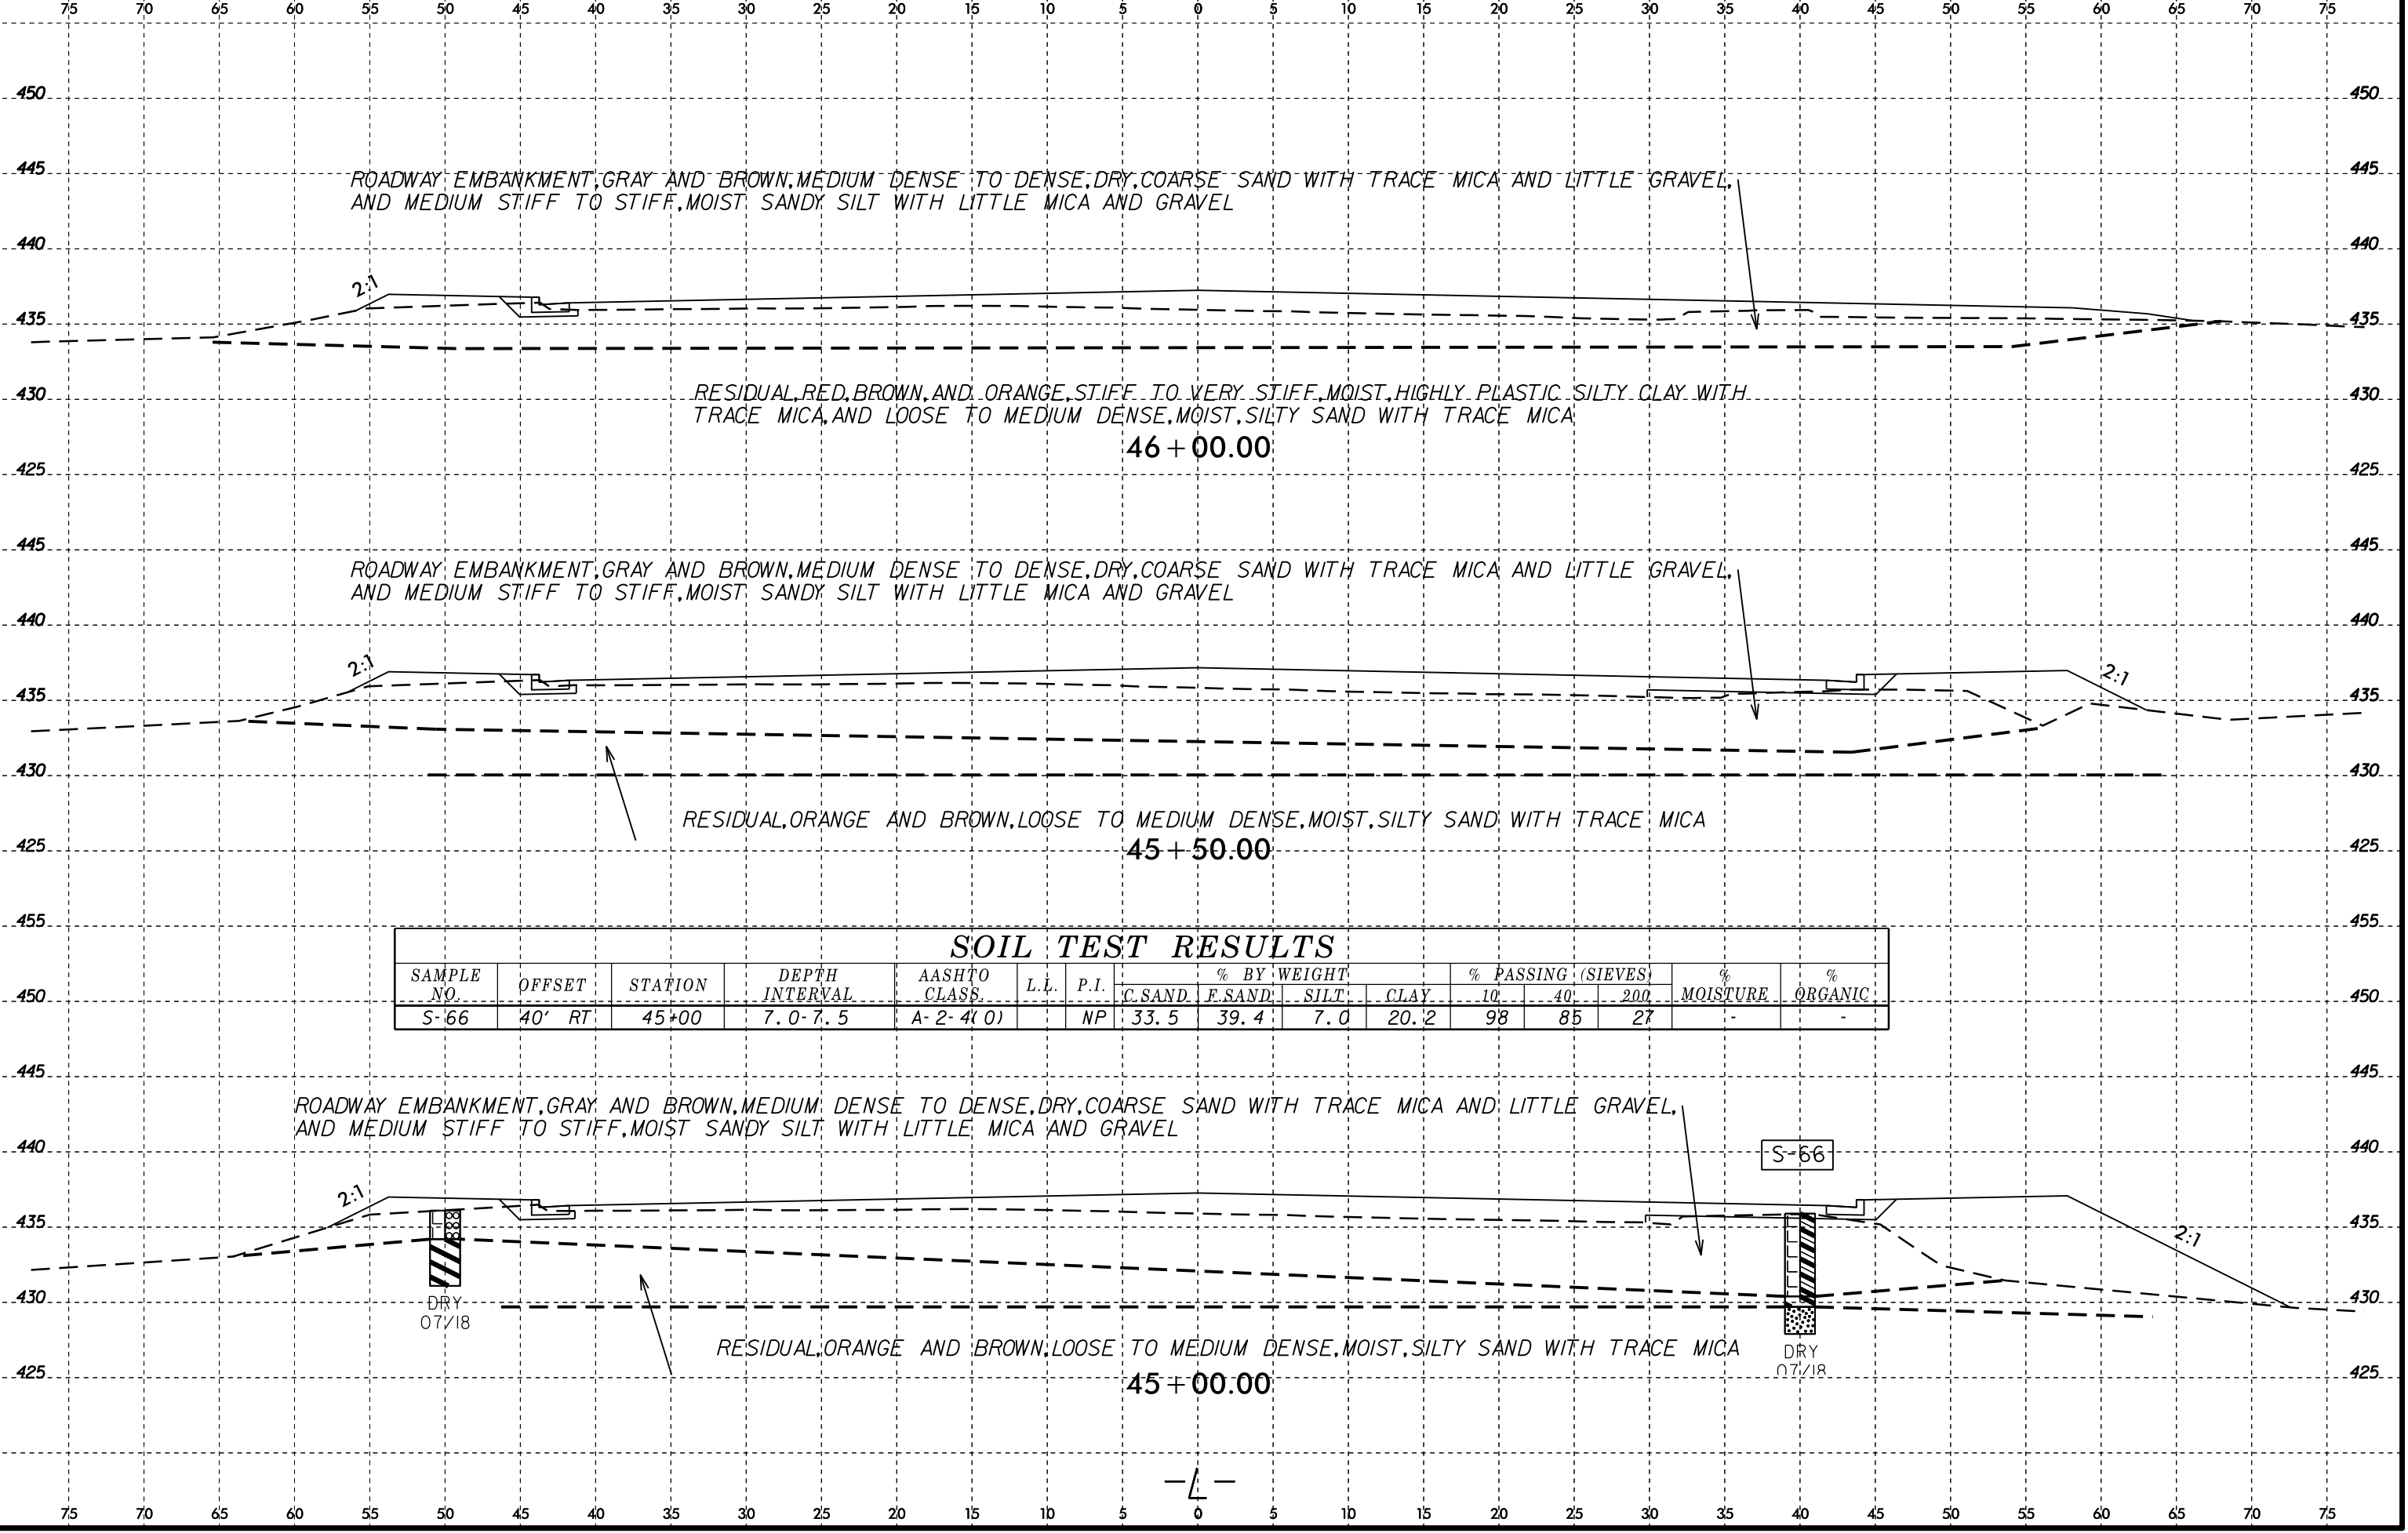 75 70 65 60 55 50 45 40 35 30 25 20 15 10 5 0 5 10 15 20 25 30 35 40 45 50 55 60 65 70 75
450 450
445 445
ROADWAY EMBANKMENT, GRAY AND BROWN, MEDIUM DENSE TO DENSE, DRY, COARSE SAND WITH TRACE MICA AND LITTLE GRAVEL,
AND MEDIUM STIFF TO STIFF, MOIST SANDY SILT WITH LITTLE MICA AND GRAVEL
440 440
2:1
435 435
430 430
RESIDUAL, RED, BROWN, AND ORANGE, STIFF TO VERY STIFF, MOIST, HIGHLY PLASTIC SILTY CLAY WITH
TRACE MICA, AND LOOSE TO MEDIUM DENSE, MOIST, SILTY SAND WITH TRACE MICA
46+00.00
425 425
445 445
ROADWAY EMBANKMENT, GRAY AND BROWN, MEDIUM DENSE TO DENSE, DRY, COARSE SAND WITH TRACE MICA AND LITTLE GRAVEL,
AND MEDIUM STIFF TO STIFF, MOIST SANDY SILT WITH LITTLE MICA AND GRAVEL
440 440
2:1 2:1
435 435
430 430
RESIDUAL, ORANGE AND BROWN, LOOSE TO MEDIUM DENSE, MOIST, SILTY SAND WITH TRACE MICA
45+50.00
425 425
455 455
SOIL TEST RESULTS
SAMPLE NO. OFFSET STATION DEPTH INTERVAL AASHTO CLASS. L.L. P.I. % BY WEIGHT % PASSING (SIEVES) % MOISTURE % ORGANIC
C.SAND F.SAND SILT CLAY 10 40 200
450 450
S-66 40' RT 45+00 7.0-7.5 A-2-4(0) NP 33.5 39.4 7.0 20.2 98 85 27 - -
445 445
ROADWAY EMBANKMENT, GRAY AND BROWN, MEDIUM DENSE TO DENSE, DRY, COARSE SAND WITH TRACE MICA AND LITTLE GRAVEL,
AND MEDIUM STIFF TO STIFF, MOIST SANDY SILT WITH LITTLE MICA AND GRAVEL
440 440
S-66
2:1 2:1
435 435
430 430
DRY
07/18
RESIDUAL, ORANGE AND BROWN, LOOSE TO MEDIUM DENSE, MOIST, SILTY SAND WITH TRACE MICA
DRY
07/18
425 425
45+00.00
-L-
75 70 65 60 55 50 45 40 35 30 25 20 15 10 5 0 5 10 15 20 25 30 35 40 45 50 55 60 65 70 75